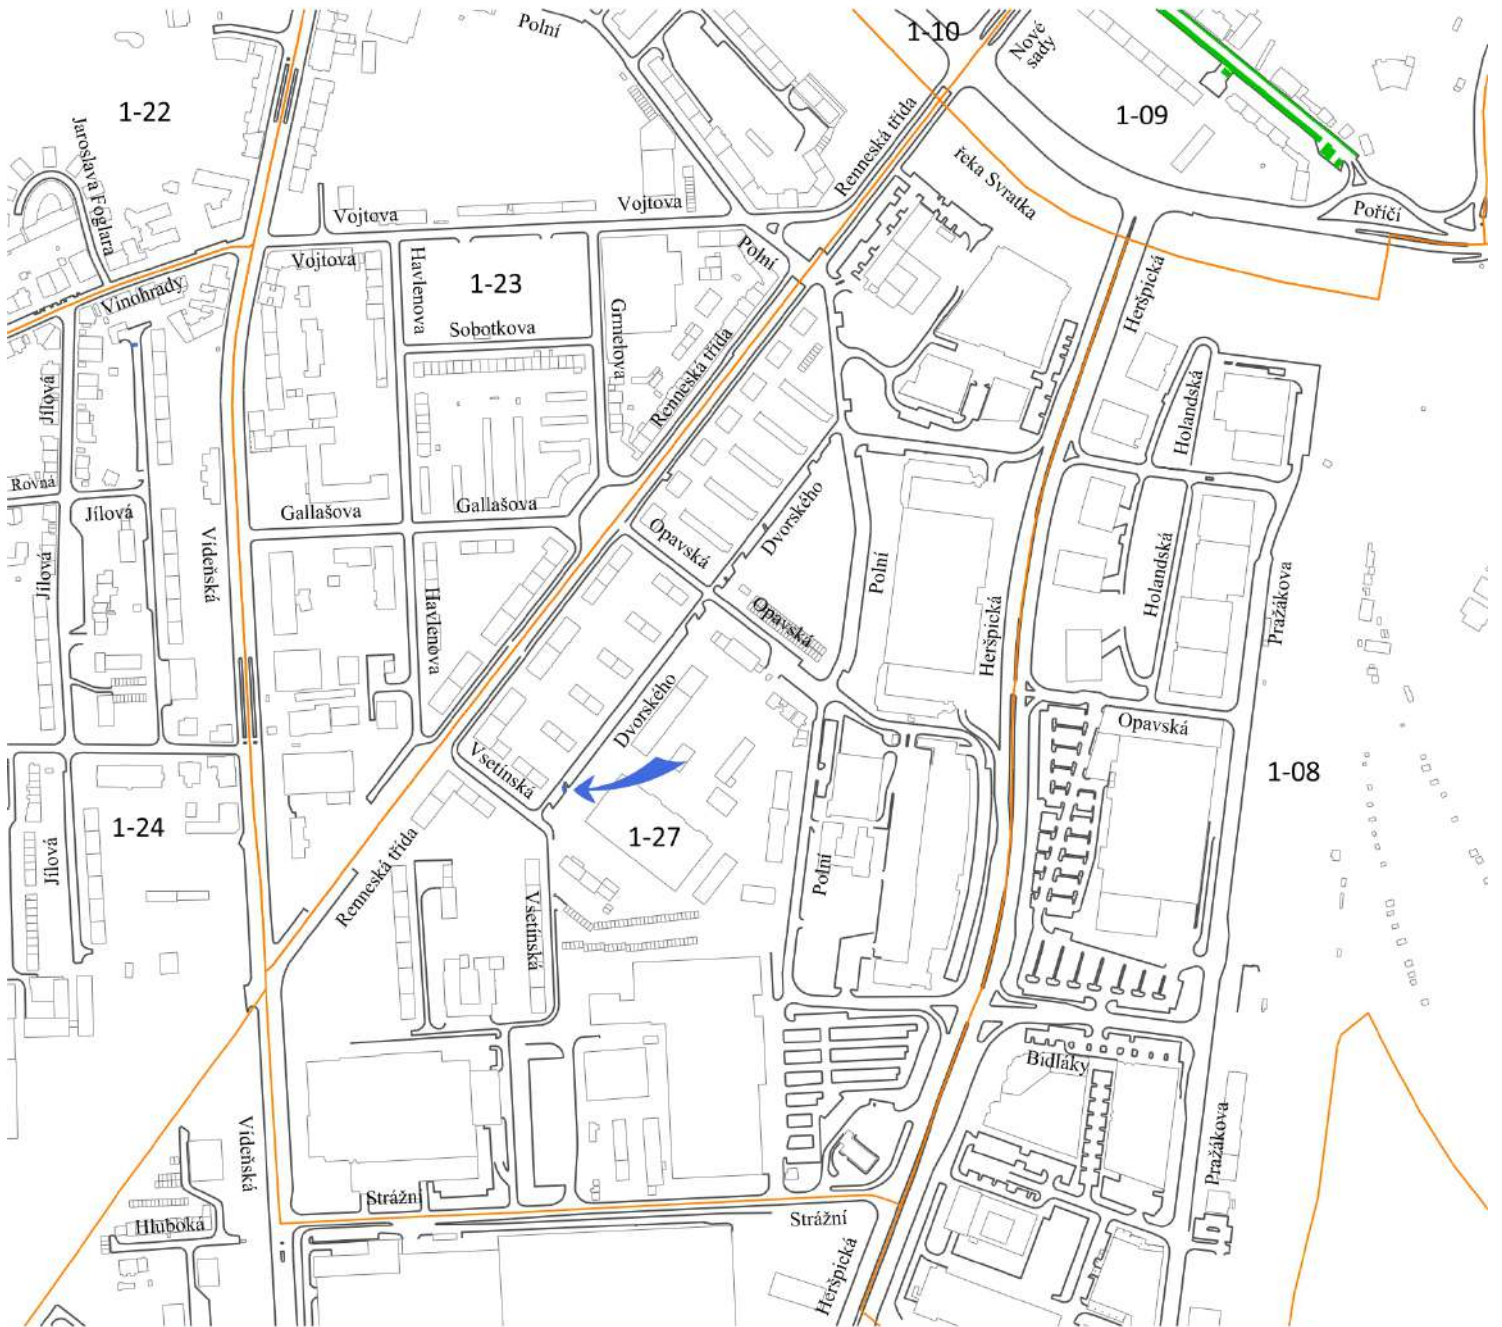 Polní
1-10
Nové
sady
1-22
Jaroslava Foglara
Renneská třída
1-09
řeka Svratka
Poříčí
Vojtova
Vojtova
Vojtova
Havlenova
1-23
Polní
Heršpická
Vinohrady
Sobotkova
Grmelova
Renneská třída
Jílová
Holandská
Rovná
Jílová
Gallašova
Gallašova
Opavská
Dvorského
Jílová
Vídeňská
Havlenova
Polní
Holandská
Pražákova
Opavská
Heršpická
Dvorského
Opavská
Vsetínská
1-08
1-24
1-27
Jílová
Renneská třída
Polní
Vsetínská
Bidláky
Vídeňská
Pražákova
Strážní
Strážní
Hluboká
Heršpická